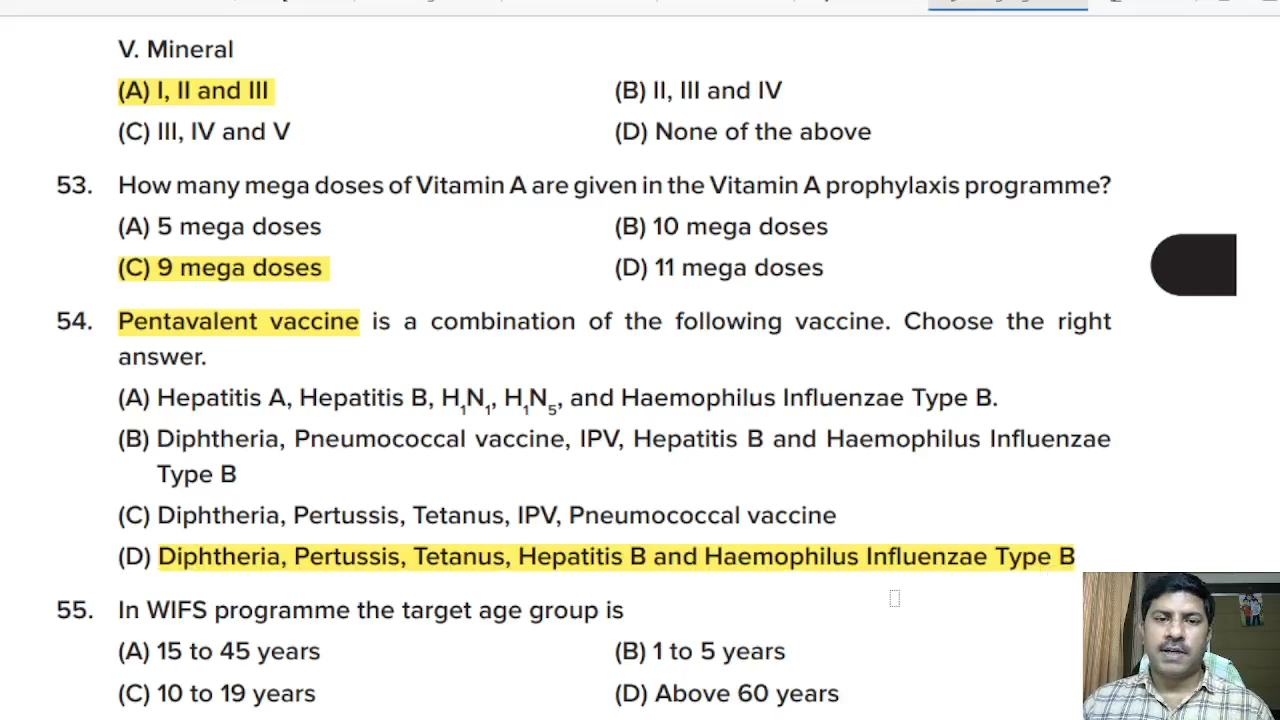 V. Mineral
(A) I, II and III (B) II, III and IV
(C) III, IV and V (D) None of the above
53. How many mega doses of Vitamin A are given in the Vitamin A prophylaxis programme?
(A) 5 mega doses (B) 10 mega doses
(C) 9 mega doses (D) 11 mega doses
54. Pentavalent vaccine is a combination of the following vaccine. Choose the right
answer.
(A) Hepatitis A, Hepatitis B, H₁N₁, H₁N₅, and Haemophilus Influenzae Type B.
(B) Diphtheria, Pneumococcal vaccine, IPV, Hepatitis B and Haemophilus Influenzae
Type B
(C) Diphtheria, Pertussis, Tetanus, IPV, Pneumococcal vaccine
(D) Diphtheria, Pertussis, Tetanus, Hepatitis B and Haemophilus Influenzae Type B
55. In WIFS programme the target age group is
(A) 15 to 45 years (B) 1 to 5 years
(C) 10 to 19 years (D) Above 60 years